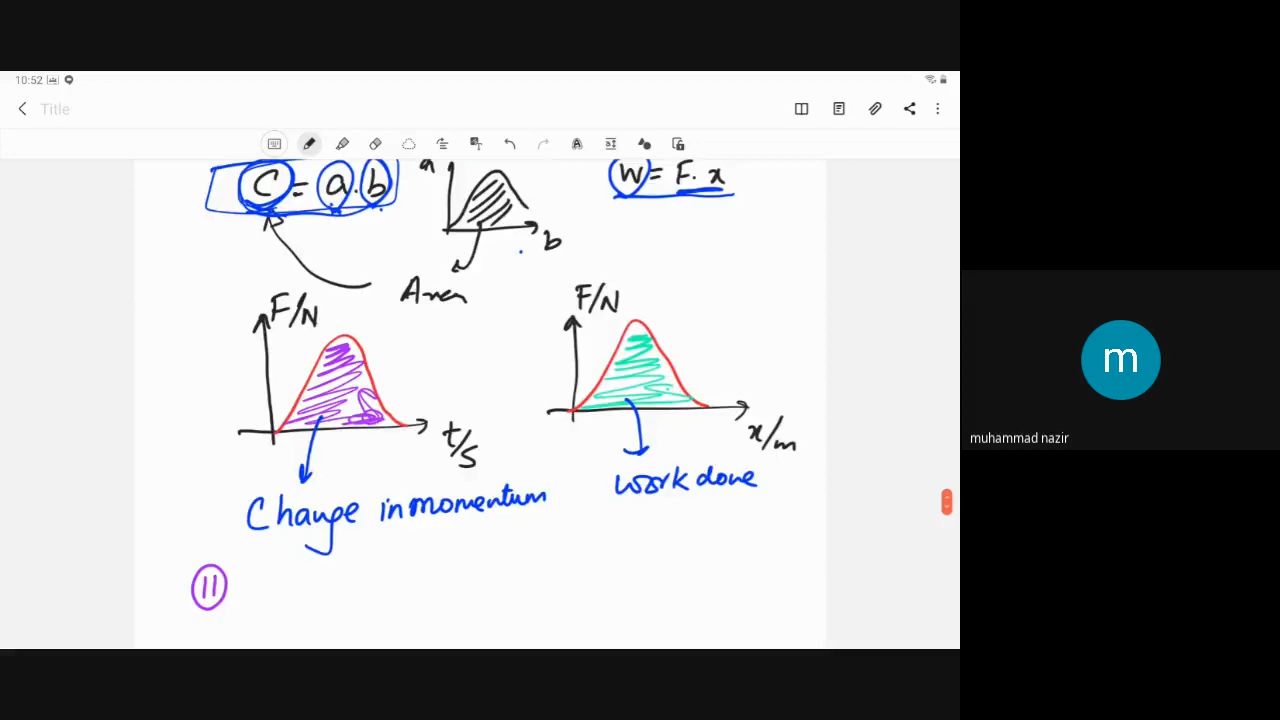 10:52
Title
C = a.b
a
b
W = F.x
Area
F/N
t/s
F/N
x/m
Change in momentum
work done
11
m
muhammad nazir